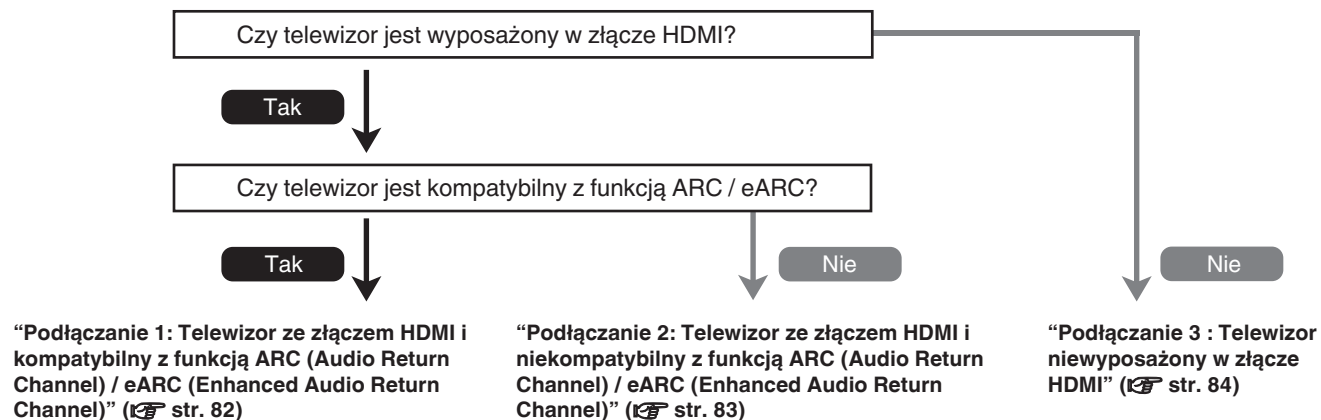 Czy telewizor jest wyposażony w złącze HDMI?
Tak
Czy telewizor jest kompatybilny z funkcją ARC / eARC?
Tak
Nie
Nie
“Podłączanie 1: Telewizor ze złączem HDMI i
kompatybilny z funkcją ARC (Audio Return
Channel) / eARC (Enhanced Audio Return
Channel)” (☞ str. 82)
“Podłączanie 2: Telewizor ze złączem HDMI i
niekompatybilny z funkcją ARC (Audio Return
Channel) / eARC (Enhanced Audio Return
Channel)” (☞ str. 83)
“Podłączanie 3 : Telewizor
niewyposażony w złącze
HDMI” (☞ str. 84)